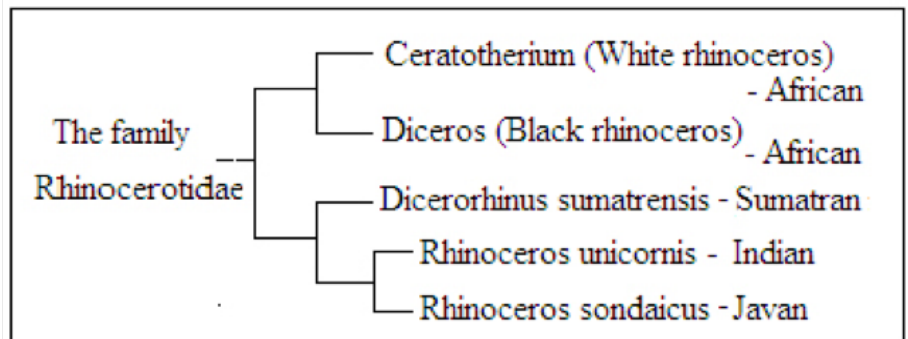 Ceratotherium (White rhinoceros)
- African
The family
Rhinocerotidae
Diceros (Black rhinoceros)
- African
Dicerorhinus sumatrensis - Sumatran
Rhinoceros unicornis - Indian
Rhinoceros sondaicus - Javan